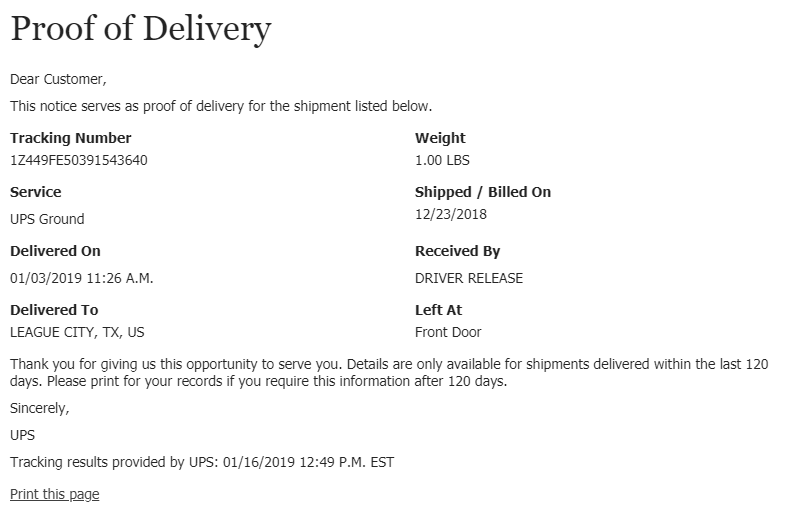 Proof of Delivery
Dear Customer,
This notice serves as proof of delivery for the shipment listed below.
Tracking Number
1Z449FE50391543640
Weight
1.00 LBS
Service
UPS Ground
Shipped / Billed On
12/23/2018
Delivered On
01/03/2019 11:26 A.M.
Received By
DRIVER RELEASE
Delivered To
LEAGUE CITY, TX, US
Left At
Front Door
Thank you for giving us this opportunity to serve you. Details are only available for shipments delivered within the last 120
days. Please print for your records if you require this information after 120 days.
Sincerely,
UPS
Tracking results provided by UPS: 01/16/2019 12:49 P.M. EST
Print this page